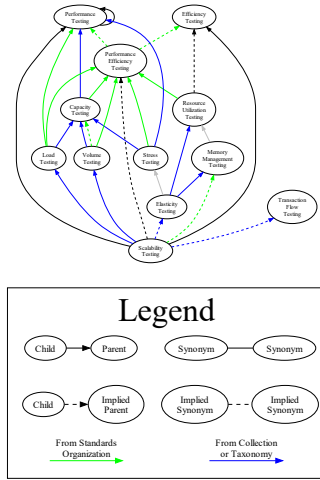 Performance
Testing
Efficiency
Testing
Performance
Efficiency
Testing
Capacity
Testing
Resource
Utilization
Testing
Load
Testing
Volume
Testing
Stress
Testing
Memory
Management
Testing
Elasticity
Testing
Transaction
Flow
Testing
Scalability
Testing
Legend
Child
Parent
Synonym
Synonym
Child
Implied
Parent
Implied
Synonym
Implied
Synonym
From Standards
Organization
From Collection
or Taxonomy